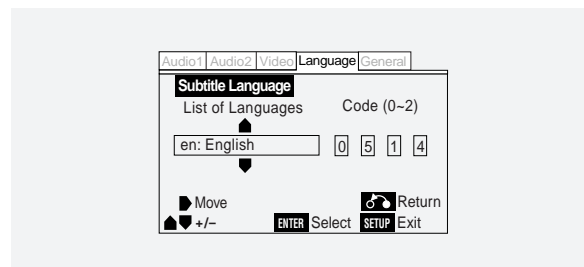 Audio1 Audio2 Video Language General
Subtitle Language
List of Languages Code (0~2)
en: English 0 5 1 4
Move Return
+/– ENTER Select SETUP Exit